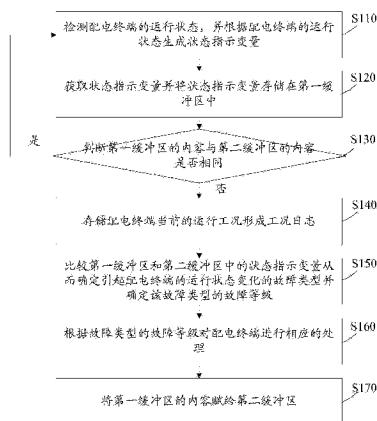 检测配电终端的运行状态，并根据配电终端的运行
状态生成状态指示变量
S110
获取状态指示变量并将状态指示变量存储在第一缓
冲区中
S120
判断第一缓冲区的内容与第二缓冲区的内容
是否相同
S130
是
否
存储配电终端当前的运行工况形成工况日志
S140
比较第一缓冲区和第二缓冲区中的状态指示变量从
而确定引起配电终端的运行状态变化的故障类型并
确定该故障类型的故障等级
S150
根据故障类型的故障等级对配电终端进行相应的处
理
S160
将第一缓冲区的内容赋给第二缓冲区
S170